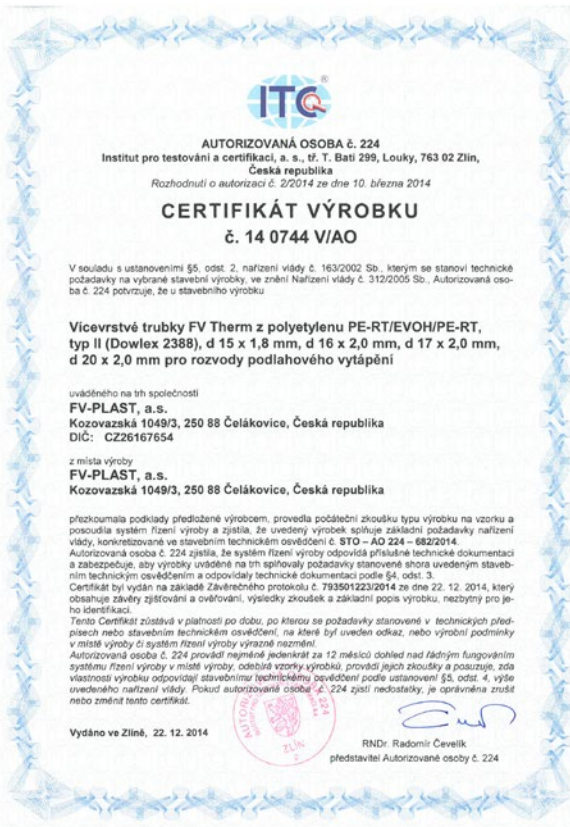 ITC
®
AUTORIZOVANÁ OSOBA č. 224
Institut pro testování a certifikaci, a. s., tř. T. Bati 299, Louky, 763 02 Zlín,
Česká republika
Rozhodnutí o autorizaci č. 2/2014 ze dne 10. března 2014
CERTIFIKÁT VÝROBKU
č. 14 0744 V/AO
V souladu s ustanoveními §5, odst. 2, nařízení vlády č. 163/2002 Sb., kterým se stanoví technické
požadavky na vybrané stavební výrobky, ve znění Nařízení vlády č. 312/2005 Sb., Autorizovaná oso-
ba č. 224 potvrzuje, že u stavebního výrobku
Vícevrstvé trubky FV Therm z polyetylenu PE-RT/EVOH/PE-RT,
typ II (Dowlex 2388), d 15 x 1,8 mm, d 16 x 2,0 mm, d 17 x 2,0 mm,
d 20 x 2,0 mm pro rozvody podlahového vytápění
uváděného na trh společností
FV-PLAST, a.s.
Kozovazská 1049/3, 250 88 Čelákovice, Česká republika
DIČ: CZ26167654
z místa výroby
FV-PLAST, a.s.
Kozovazská 1049/3, 250 88 Čelákovice, Česká republika
přezkoumala podklady předložené výrobcem, provedla počáteční zkoušku typu výrobku na vzorku a
posoudila systém řízení výroby a zjistila, že uvedený výrobek splňuje základní požadavky nařízení
vlády, konkretizované ve stavebním technickém osvědčení č. STO – AO 224 – 682/2014.
Autorizovaná osoba č. 224 zjistila, že systém řízení výroby odpovídá příslušné technické dokumentaci
a zabezpečuje, aby výrobky uváděné na trh splňovaly požadavky stanovené shora uvedeným staveb-
ním technickým osvědčením a odpovídaly technické dokumentaci podle §4, odst. 3.
Certifikát byl vydán na základě Závěrečného protokolu č. 793501223/2014 ze dne 22. 12. 2014, který
obsahuje závěry zjišťování a ověřování, výsledky zkoušek a základní popis výrobku, nezbytný pro je-
ho identifikaci.
Tento Certifikát zůstává v platnosti po dobu, po kterou se požadavky stanovené v technických před-
pisech nebo stavebním technickém osvědčení, na které byl uveden odkaz, nebo výrobní podmínky
v místě výroby či systém řízení výroby výrazně nezmění.
Autorizovaná osoba č. 224 provádí nejméně jedenkrát za 12 měsíců dohled nad řádným fungováním
systému řízení výroby v místě výroby, odebírá vzorky výrobků, provádí jejich zkoušky a posuzuje, zda
vlastnosti výrobku odpovídají stavebnímu technickému osvědčení podle ustanovení §5, odst. 4, výše
uvedeného nařízení vlády. Pokud autorizovaná osoba č. 224 zjistí nedostatky, je oprávněna zrušit
nebo změnit tento certifikát.
Vydáno ve Zlíně, 22. 12. 2014
ZLÍN
RNDr. Radomír Čevelík
představitel Autorizované osoby č. 224